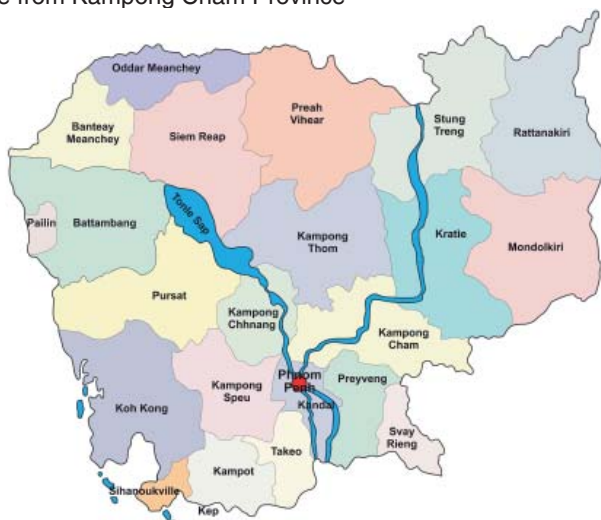 e from Kampong Cham Province
Oddar Meanchey
Banteay
Meanchey
Siem Reap
Preah
Vihear
Stung
Treng
Rattanakiri
Pailin
Battambang
Tonle Sap
Kampong
Thom
Kratie
Mondolkiri
Pursat
Kampong
Chhnang
Kampong
Cham
Koh Kong
Kampong
Speu
Phnom
Penh
Kandal
Preyveng
Svay
Rieng
Takeo
Kampot
Sihanoukville
Kep